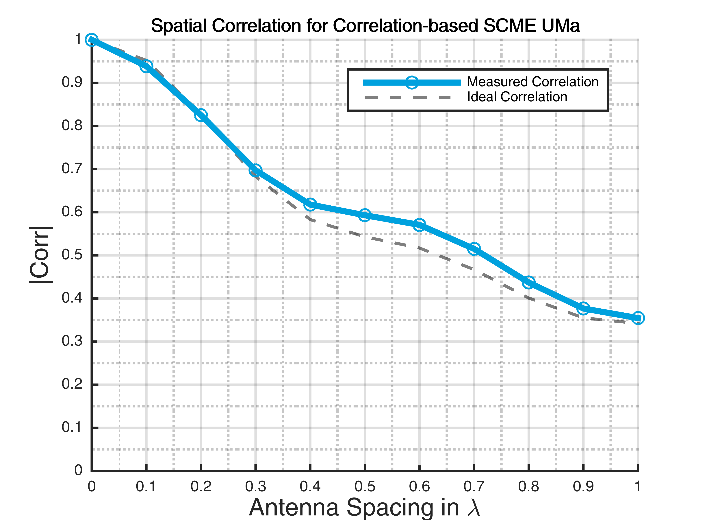 Spatial Correlation for Correlation-based SCME UMa
Measured Correlation
Ideal Correlation
|Corr|
1
0.9
0.8
0.7
0.6
0.5
0.4
0.3
0.2
0.1
0
0 0.1 0.2 0.3 0.4 0.5 0.6 0.7 0.8 0.9 1
Antenna Spacing in λ